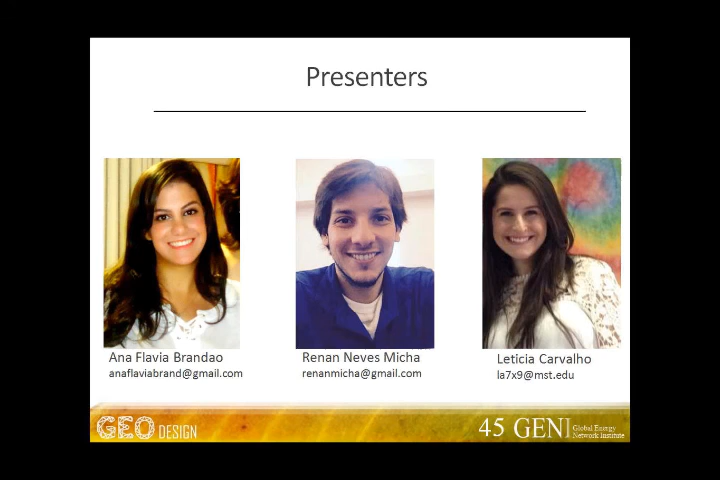 Presenters
Ana Flavia Brandao
anaflaviabrand@gmail.com
Renan Neves Micha
renanmicha@gmail.com
Leticia Carvalho
la7x9@mst.edu
GEO DESIGN
45 GENI Global Energy
Network Institute